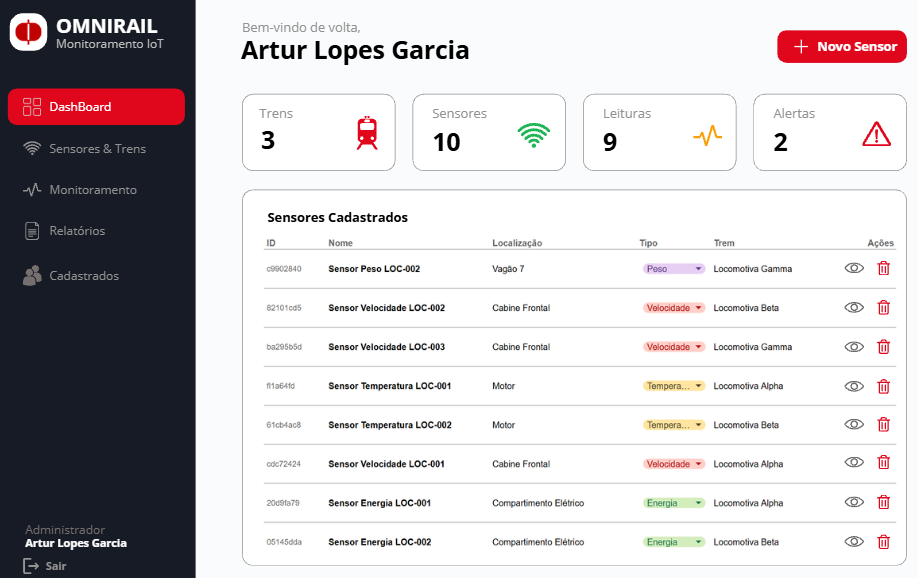 OMNIRAIL
Monitoramento IoT
DashBoard
Sensores & Trens
Monitoramento
Relatórios
Cadastrados
Administrador
Artur Lopes Garcia
Sair
Bem-vindo de volta,
Artur Lopes Garcia
Novo Sensor
Trens
3
Sensores
10
Leituras
9
Alertas
2
Sensores Cadastrados
ID Nome Localização Tipo Trem Ações
c9902840 Sensor Peso LOC-002 Vagão 7 Peso Locomotiva Gamma
82101cd5 Sensor Velocidade LOC-002 Cabine Frontal Velocidade Locomotiva Beta
ba295b5d Sensor Velocidade LOC-003 Cabine Frontal Velocidade Locomotiva Gamma
f1a64fd Sensor Temperatura LOC-001 Motor Tempera... Locomotiva Alpha
61cb4ac8 Sensor Temperatura LOC-002 Motor Tempera... Locomotiva Beta
cdc72424 Sensor Velocidade LOC-001 Cabine Frontal Velocidade Locomotiva Alpha
20d9fa79 Sensor Energia LOC-001 Compartimento Elétrico Energia Locomotiva Alpha
05145dda Sensor Energia LOC-002 Compartimento Elétrico Energia Locomotiva Beta